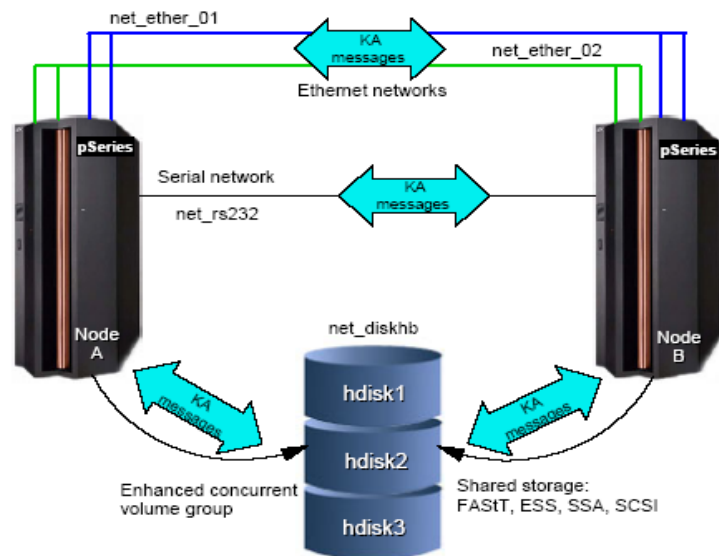 net_ether_01
KA
messages
net_ether_02
Ethernet networks
pSeries
pSeries
Serial network
KA
messages
net_rs232
Node
A
Node
B
net_diskhb
hdisk1
KA
messages
KA
messages
hdisk2
Enhanced concurrent
volume group
Shared storage:
FAStT, ESS, SSA, SCSI
hdisk3